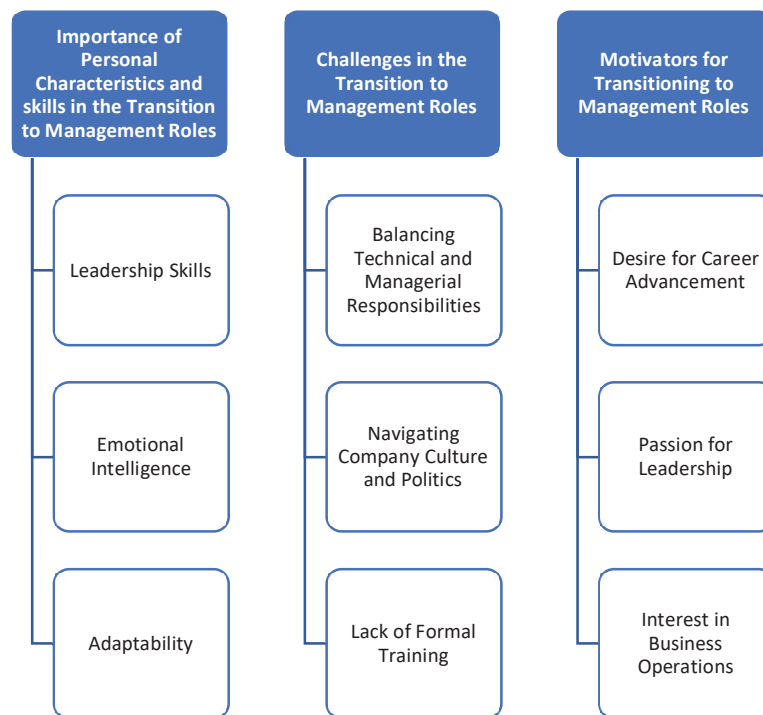 Importance of
Personal
Characteristics and
skills in the Transition
to Management Roles
Leadership Skills
Emotional
Intelligence
Adaptability
Challenges in the
Transition to
Management Roles
Balancing
Technical and
Managerial
Responsibilities
Navigating
Company Culture
and Politics
Lack of Formal
Training
Motivators for
Transitioning to
Management Roles
Desire for Career
Advancement
Passion for
Leadership
Interest in
Business
Operations